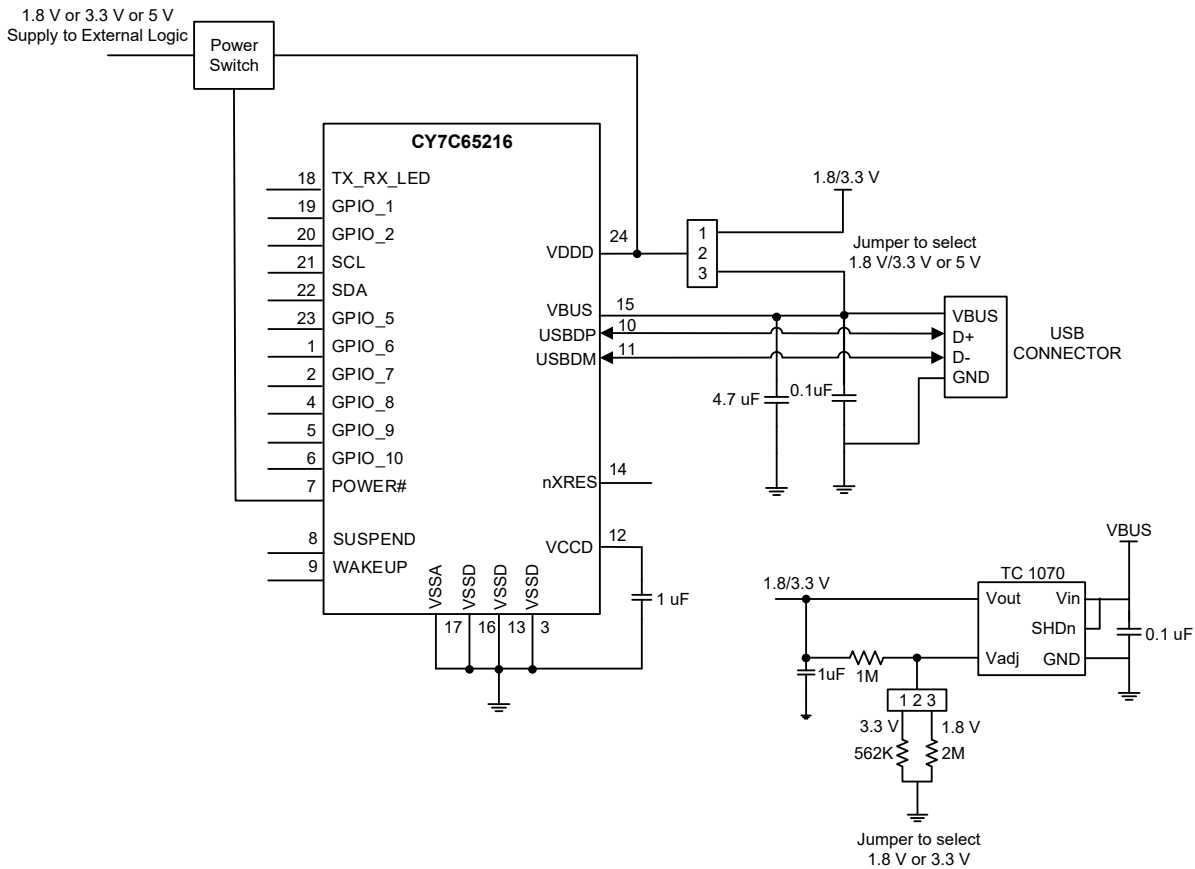 1.8 V or 3.3 V or 5 V
Supply to External Logic
Power
Switch
CY7C65216
18 TX_RX_LED
19 GPIO_1
20 GPIO_2
21 SCL
22 SDA
23 GPIO_5
1 GPIO_6
2 GPIO_7
4 GPIO_8
5 GPIO_9
6 GPIO_10
7 POWER#
8 SUSPEND
9 WAKEUP
VDDD 24
VBUS 15
USBDP 10
USBDM 11
nXRES 14
VCCD 12
1 uF
VSSA
VSSD
VSSD
VSSD
17 16 13 3
1.8/3.3 V
1
2
3
Jumper to select
1.8 V/3.3 V or 5 V
VBUS
D+
D-
GND
USB
CONNECTOR
4.7 uF
0.1uF
VBUS
TC 1070
1.8/3.3 V
Vout Vin
SHDn
Vadj GND
0.1 uF
1uF
1M
1 2 3
3.3 V 1.8 V
562K 2M
Jumper to select
1.8 V or 3.3 V